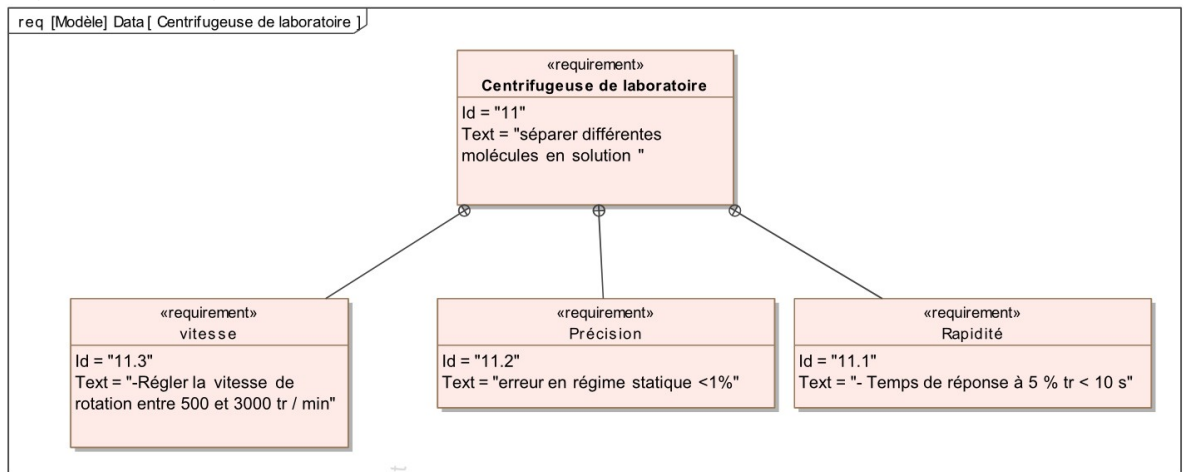 req [Modèle] Data [ Centrifugeuse de laboratoire ]
«requirement»
Centrifugeuse de laboratoire
Id = "11"
Text = "séparer différentes
molécules en solution "
«requirement»
vitesse
Id = "11.3"
Text = "-Régler la vitesse de
rotation entre 500 et 3000 tr / min"
«requirement»
Précision
Id = "11.2"
Text = "erreur en régime statique <1%"
«requirement»
Rapidité
Id = "11.1"
Text = "- Temps de réponse à 5 % tr < 10 s"